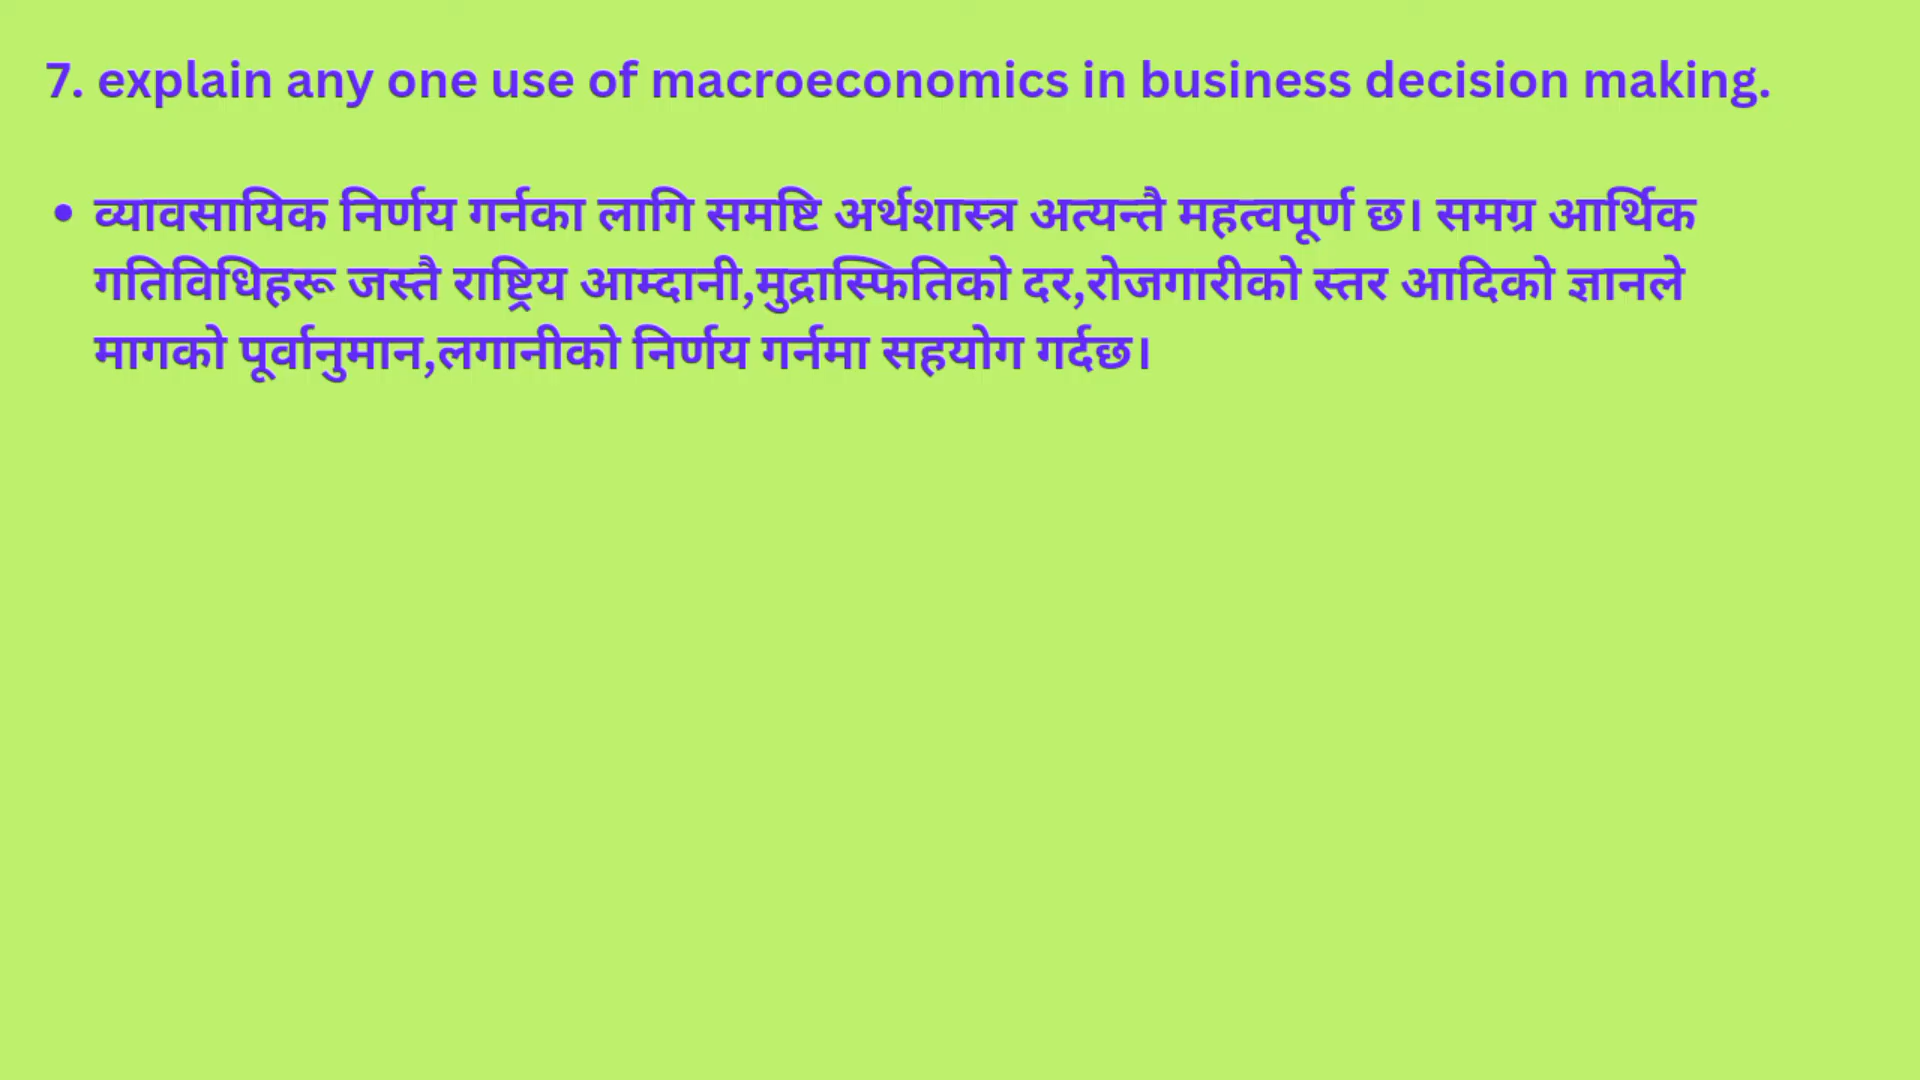 7. explain any one use of macroeconomics in business decision making.
• व्यावसायिक निर्णय गर्नका लागि समष्टि अर्थशास्त्र अत्यन्तै महत्वपूर्ण छ। समग्र आर्थिक
गतिविधिहरू जस्तै राष्ट्रिय आम्दानी,मुद्रास्फितिको दर,रोजगारीको स्तर आदिको ज्ञानले
मागको पूर्वानुमान,लगानीको निर्णय गर्नमा सहयोग गर्दछ।